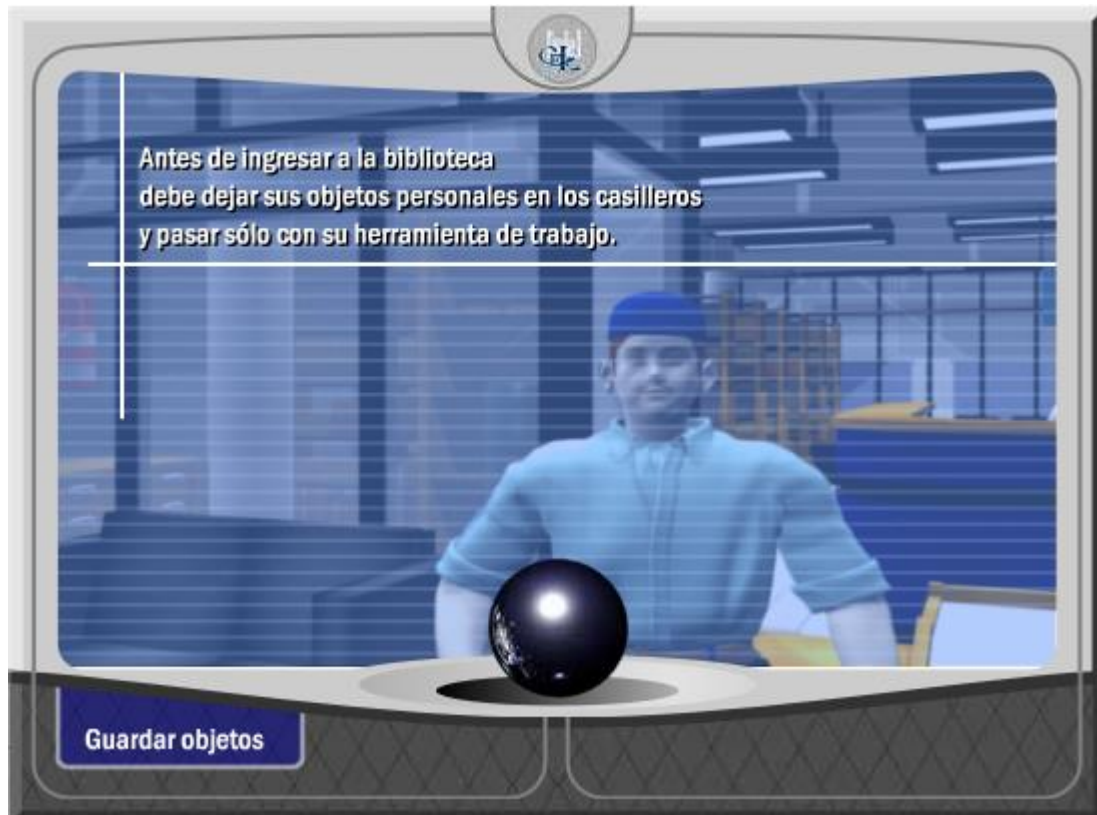 Antes de ingresar a la biblioteca
debe dejar sus objetos personales en los casilleros
y pasar sólo con su herramienta de trabajo.
Guardar objetos